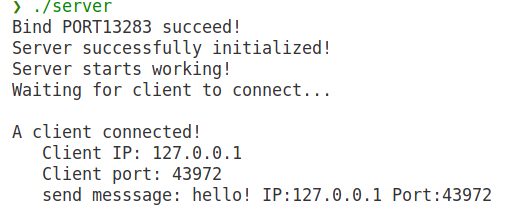 ❯ ./server
Bind PORT13283 succeed!
Server successfully initialized!
Server starts working!
Waiting for client to connect...
A client connected!
Client IP: 127.0.0.1
Client port: 43972
send messsage: hello! IP:127.0.0.1 Port:43972